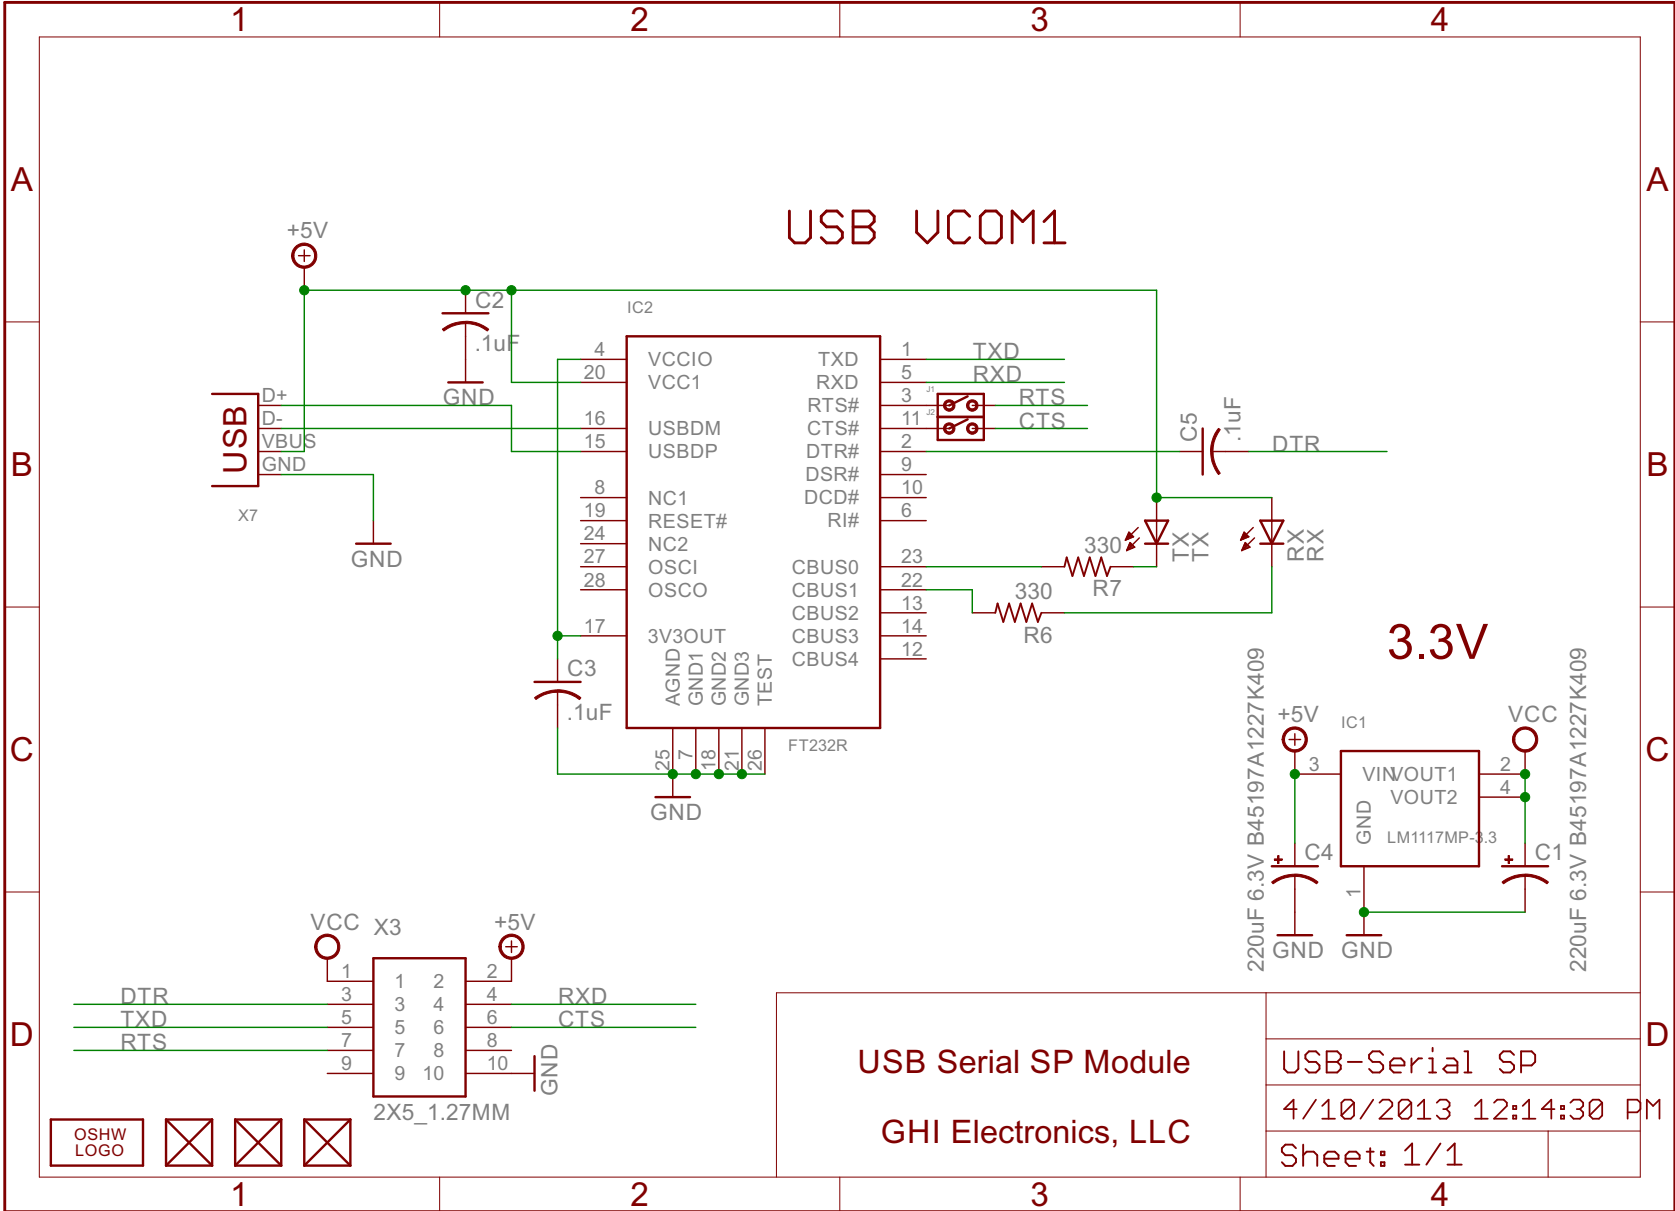 1 2 3 4
A A
USB VCOM1
+5V
C2
.1uF
GND
IC2
4 VCCIO TXD 1 TXD
20 VCC1 RXD 5 RXD
RTS# 3 J1 RTS
16 USBDM CTS# 11 J2 CTS
15 USBDP DTR# 2
DSR# 9
8 NC1 DCD# 10
19 RESET# RI# 6
24 NC2
27 OSCI CBUS0 23
28 OSCO CBUS1 22
CBUS2 13
17 3V3OUT CBUS3 14
CBUS4 12
AGND GND1 GND2 GND3 TEST
25 7 18 21 26
FT232R
GND
C3
.1uF
B B
USB
D+
D-
VBUS
GND
X7
GND
C5
.1uF
DTR
TX
TX
RX
RX
330
R7
330
R6
3.3V
C C
220uF 6.3V B45197A1227K409
+5V
IC1
VCC
220uF 6.3V B45197A1227K409
3 VIN VOUT1 2
VOUT2 4
GND
LM1117MP-3.3
1
C4
C1
GND
GND
D D
VCC
X3
+5V
1 1 2 2
DTR 3 3 4 4 RXD
TXD 5 5 6 6 CTS
RTS 7 7 8 8
9 9 10 10
GND
2X5_1.27MM
OSHW
LOGO
USB Serial SP Module
GHI Electronics, LLC
USB-Serial SP
4/10/2013 12:14:30 PM
Sheet: 1/1
1 2 3 4